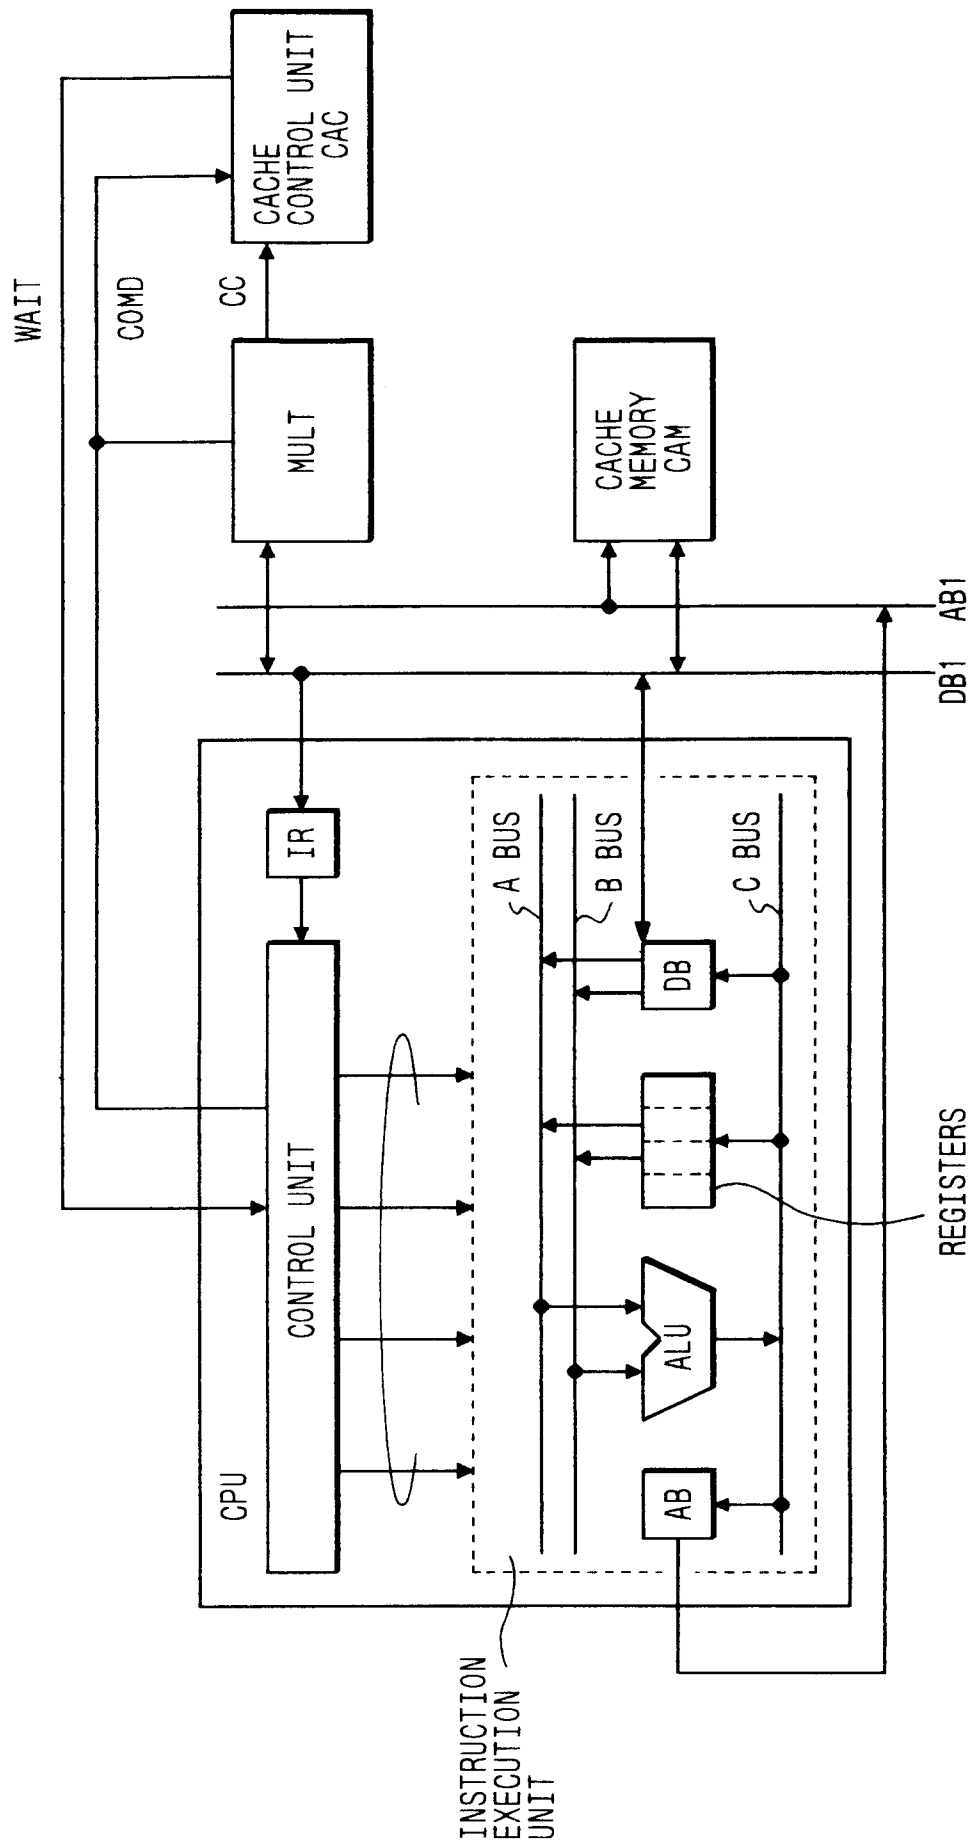 WAIT
COMD
CC
CACHE
CONTROL UNIT
CAC
MULT
CACHE
MEMORY
CAM
CPU
CONTROL UNIT
IR
DB1
AB1
INSTRUCTION
EXECUTION
UNIT
A BUS
B BUS
C BUS
AB
ALU
DB
REGISTERS